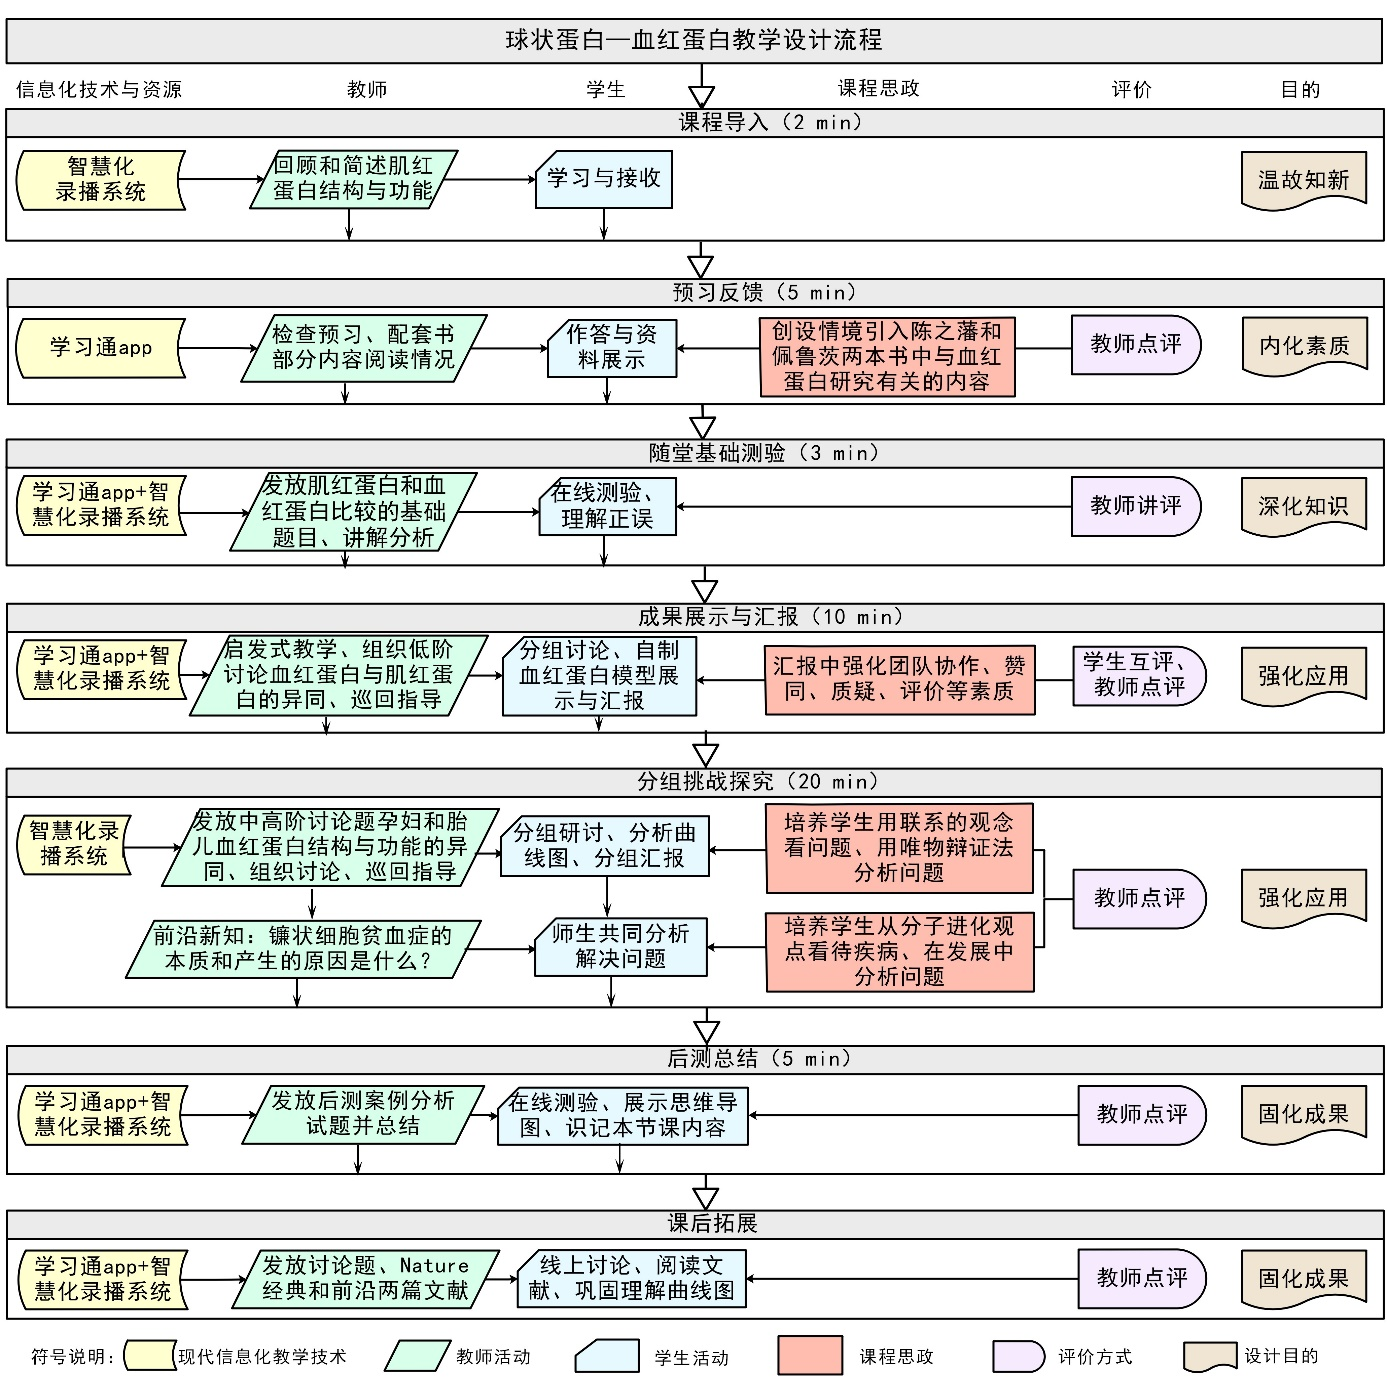 球状蛋白—血红蛋白教学设计流程
信息化技术与资源
教师
学生
课程思政
评价
目的
课程导入（2 min）
智慧化
录播系统
回顾和简述肌红
蛋白结构与功能
学习与接收
温故知新
预习反馈（5 min）
学习通app
检查预习、配套书
部分内容阅读情况
作答与资
料展示
创设情境引入陈之藩和
佩鲁茨两本书中与血红
蛋白研究有关的内容
教师点评
内化素质
随堂基础测验（3 min）
学习通app+智
慧化录播系统
发放肌红蛋白和血
红蛋白比较的基础
题目、讲解分析
在线测验、
理解正误
教师讲评
深化知识
成果展示与汇报（10 min）
学习通app+智
慧化录播系统
启发式教学、组织低阶
讨论血红蛋白与肌红蛋
白的异同、巡回指导
分组讨论、自制
血红蛋白模型展
示与汇报
汇报中强化团队协作、赞
同、质疑、评价等素质
学生互评、
教师点评
强化应用
分组挑战探究（20 min）
智慧化录
播系统
发放中高阶讨论题孕妇和胎
儿血红蛋白结构与功能的异
同、组织讨论、巡回指导
分组研讨、分析曲
线图、分组汇报
培养学生用联系的观念
看问题、用唯物辩证法
分析问题
教师点评
强化应用
前沿新知：镰状细胞贫血症的
本质和产生的原因是什么？
师生共同分析
解决问题
培养学生从分子进化观
点看待疾病、在发展中
分析问题
后测总结（5 min）
学习通app+智
慧化录播系统
发放后测案例分析
试题并总结
在线测验、展示思维导
图、识记本节课内容
教师点评
固化成果
课后拓展
学习通app+智
慧化录播系统
发放讨论题、Nature
经典和前沿两篇文献
线上讨论、阅读文
献、巩固理解曲线图
教师点评
固化成果
符号说明：
现代信息化教学技术
教师活动
学生活动
课程思政
评价方式
设计目的